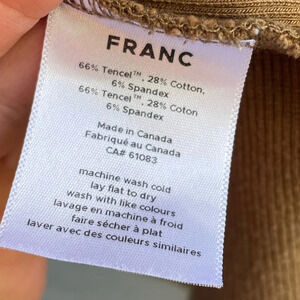 FRANC
66% Tencel™, 28% Cotton,
6% Spandex
66% Tencel™, 28% Coton
6% Spandex
Made in Canada
Fabriqué au Canada
CA# 61083
machine wash cold
lay flat to dry
wash with like colours
lavage en machine à froid
faire sécher à plat
laver avec des couleurs similaires